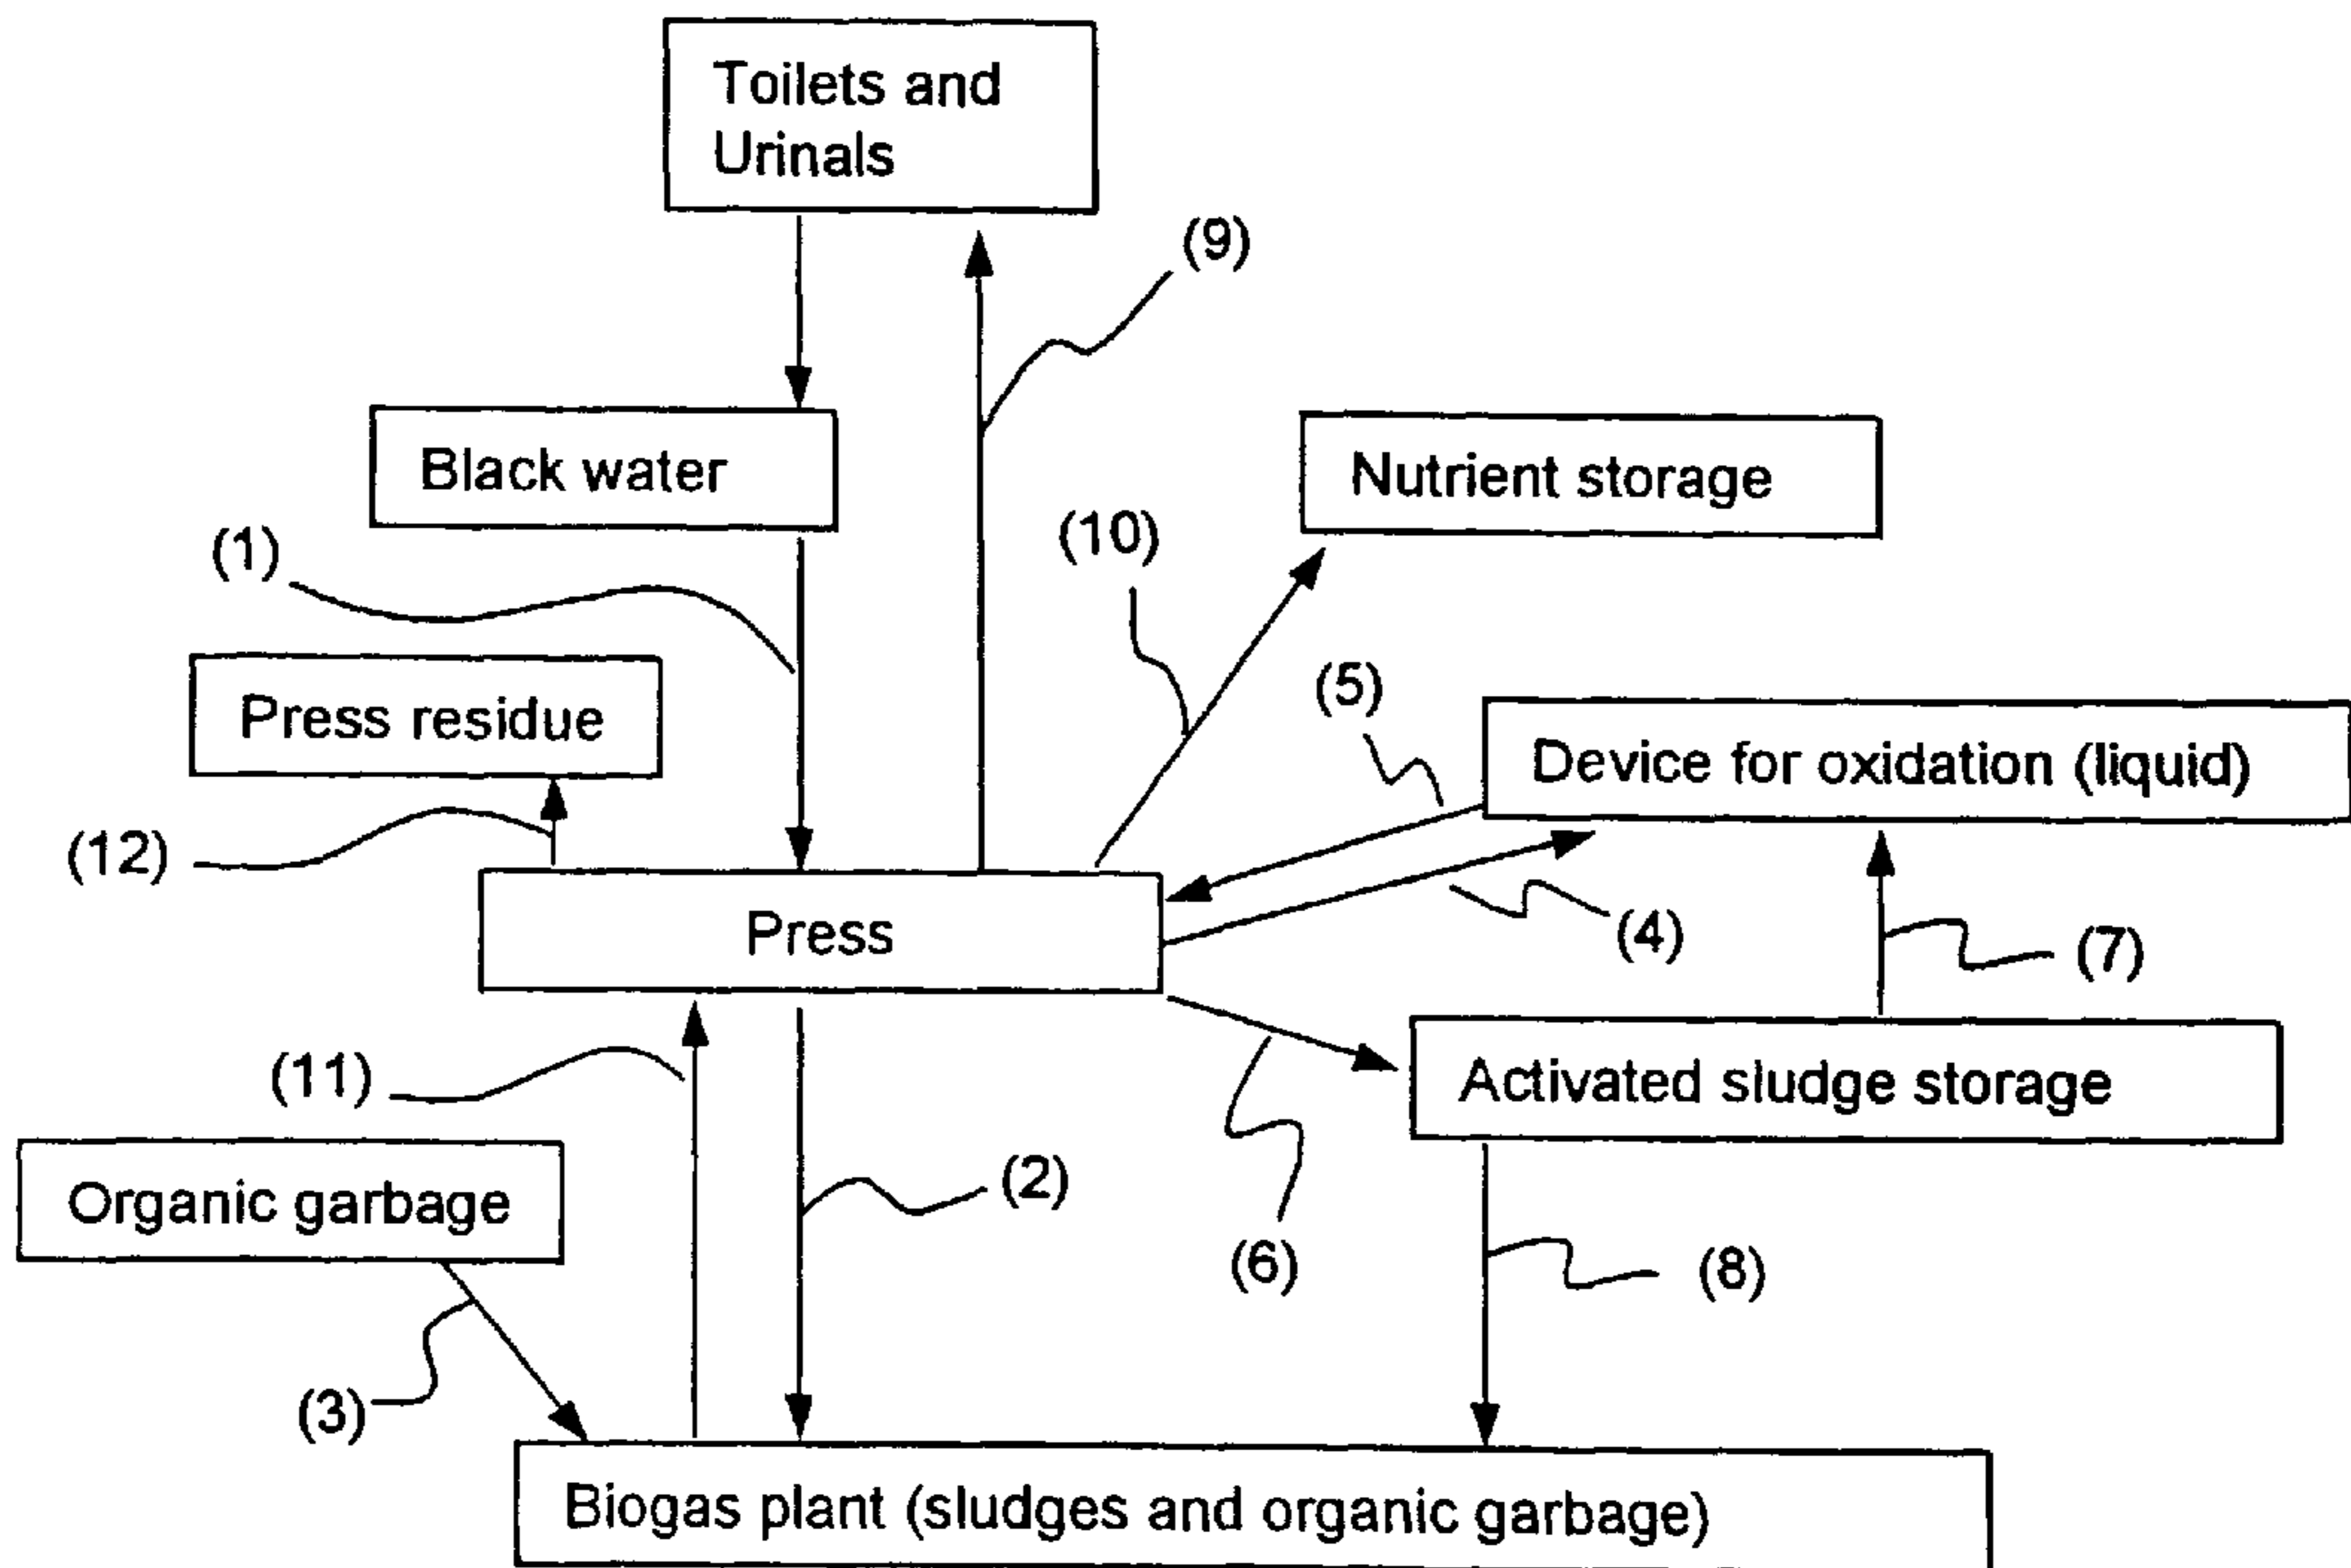 Toilets and
Urinals
(9)
Black water
Nutrient storage
(10)
(1)
Press residue
(5)
Device for oxidation (liquid)
(12)
Press
(4)
(7)
(11)
Activated sludge storage
(2)
Organic garbage
(6)
(8)
(3)
Biogas plant (sludges and organic garbage)